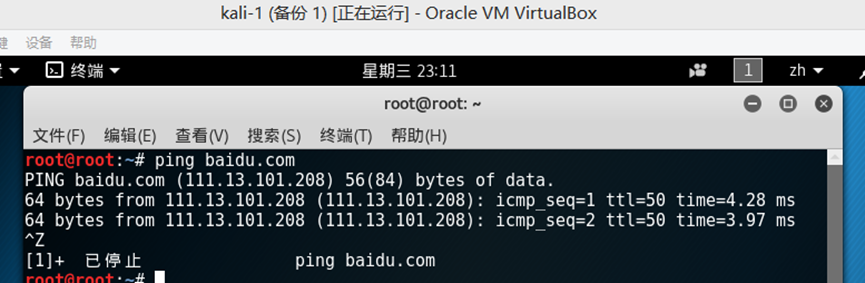 kali-1 (备份 1) [正在运行] - Oracle VM VirtualBox
设备 帮助
终端 星期三 23:11 1 zh
root@root: ~
文件(F) 编辑(E) 查看(V) 搜索(S) 终端(T) 帮助(H)
root@root:~# ping baidu.com
PING baidu.com (111.13.101.208) 56(84) bytes of data.
64 bytes from 111.13.101.208 (111.13.101.208): icmp_seq=1 ttl=50 time=4.28 ms
64 bytes from 111.13.101.208 (111.13.101.208): icmp_seq=2 ttl=50 time=3.97 ms
^Z
[1]+ 已停止 ping baidu.com
root@root:~#